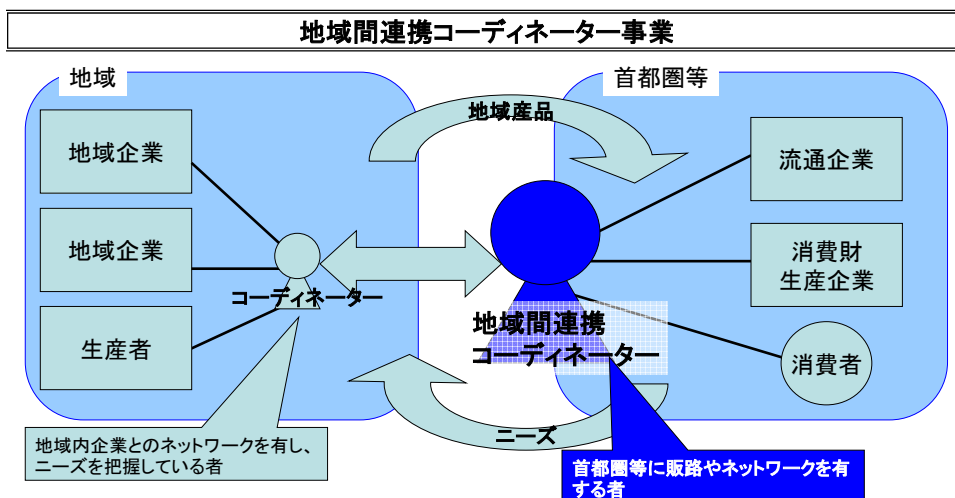 地域間連携コーディネーター事業
地域
首都圏等
地域産品
地域企業
流通企業
地域企業
消費財
生産企業
コーディネーター
地域間連携
コーディネーター
生産者
消費者
ニーズ
地域内企業とのネットワークを有し、
ニーズを把握している者
首都圏等に販路やネットワークを有
する者